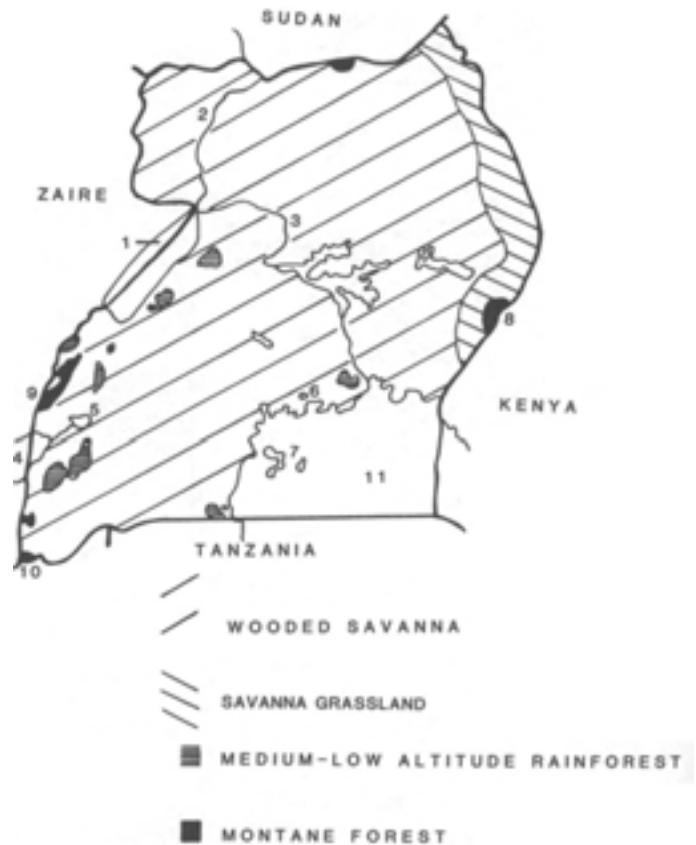 SUDAN
2
ZAIRE
3
1
8
9
6
KENYA
5
4
7
11
TANZANIA
10
WOODED SAVANNA
SAVANNA GRASSLAND
MEDIUM-LOW ALTITUDE RAINFOREST
MONTANE FOREST